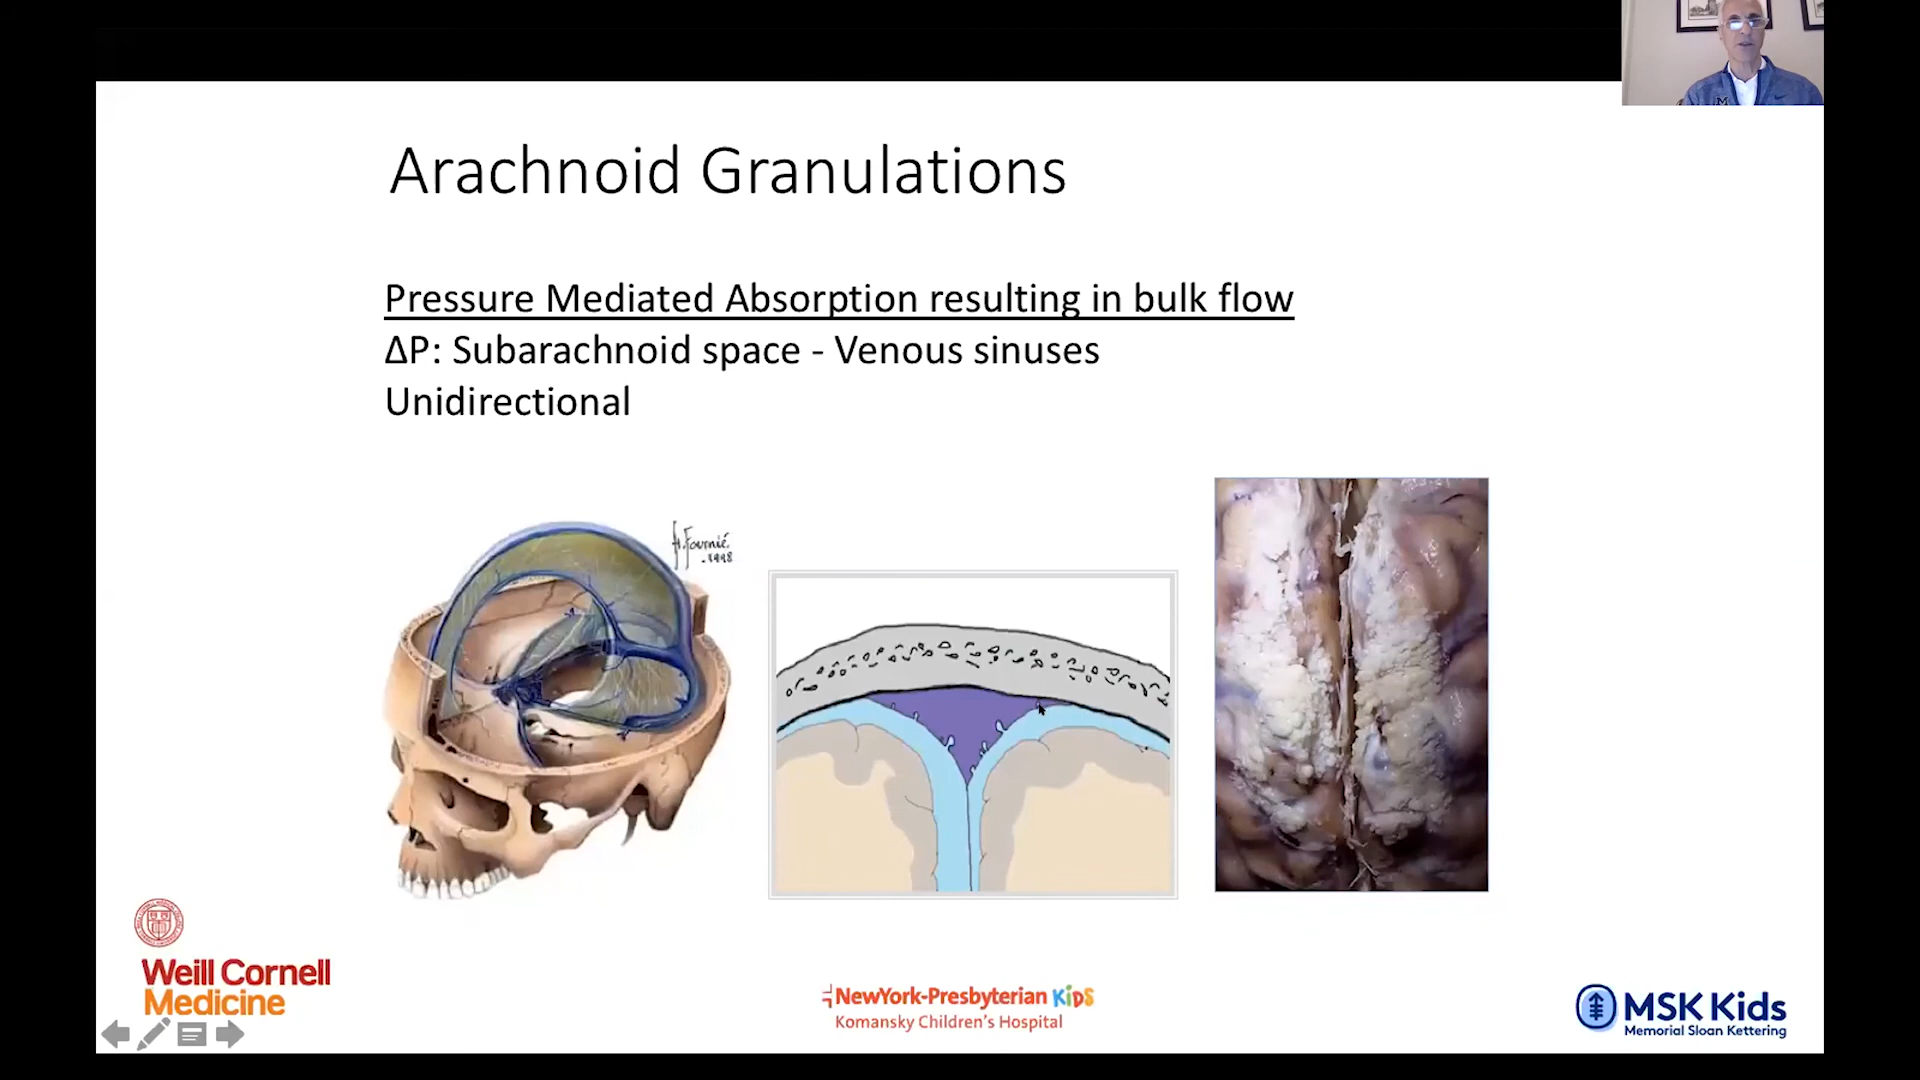 Arachnoid Granulations
Pressure Mediated Absorption resulting in bulk flow
ΔP: Subarachnoid space - Venous sinuses
Unidirectional
Fournié.
Weill Cornell
Medicine
NewYork-Presbyterian KiDS
Komansky Children's Hospital
MSK Kids
Memorial Sloan Kettering
M